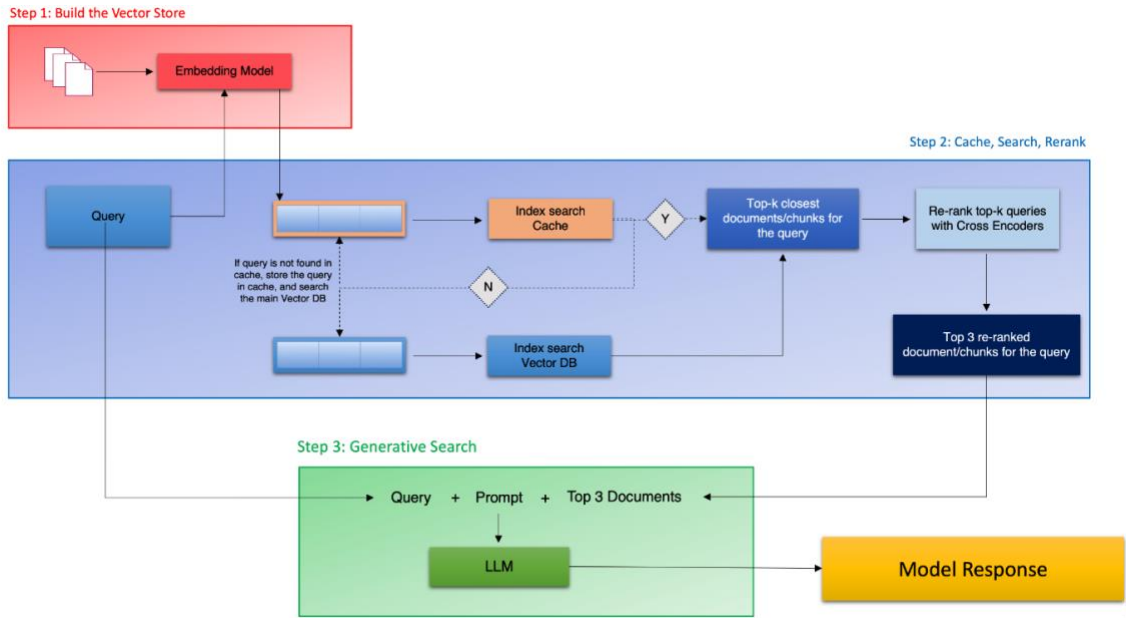 Step 1: Build the Vector Store
Embedding Model
Step 2: Cache, Search, Rerank
Query
Index search
Cache
Y
Top-k closest
documents/chunks for
the query
Re-rank top-k queries
with Cross Encoders
If query is not found in
cache, store the query
in cache, and search
the main Vector DB
N
Index search
Vector DB
Top 3 re-ranked
document/chunks for the query
Step 3: Generative Search
Query + Prompt + Top 3 Documents
LLM
Model Response